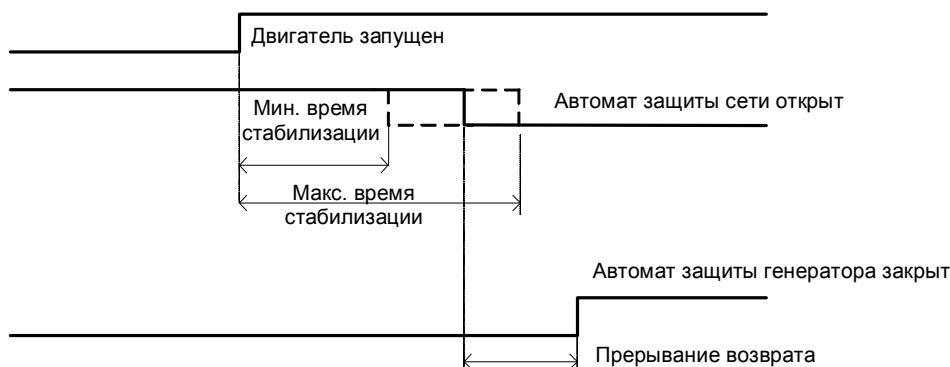 Двигатель запущен
Автомат защиты сети открыт
Мин. время
стабилизации
Макс. время
стабилизации
Автомат защиты генератора закрыт
Прерывание возврата